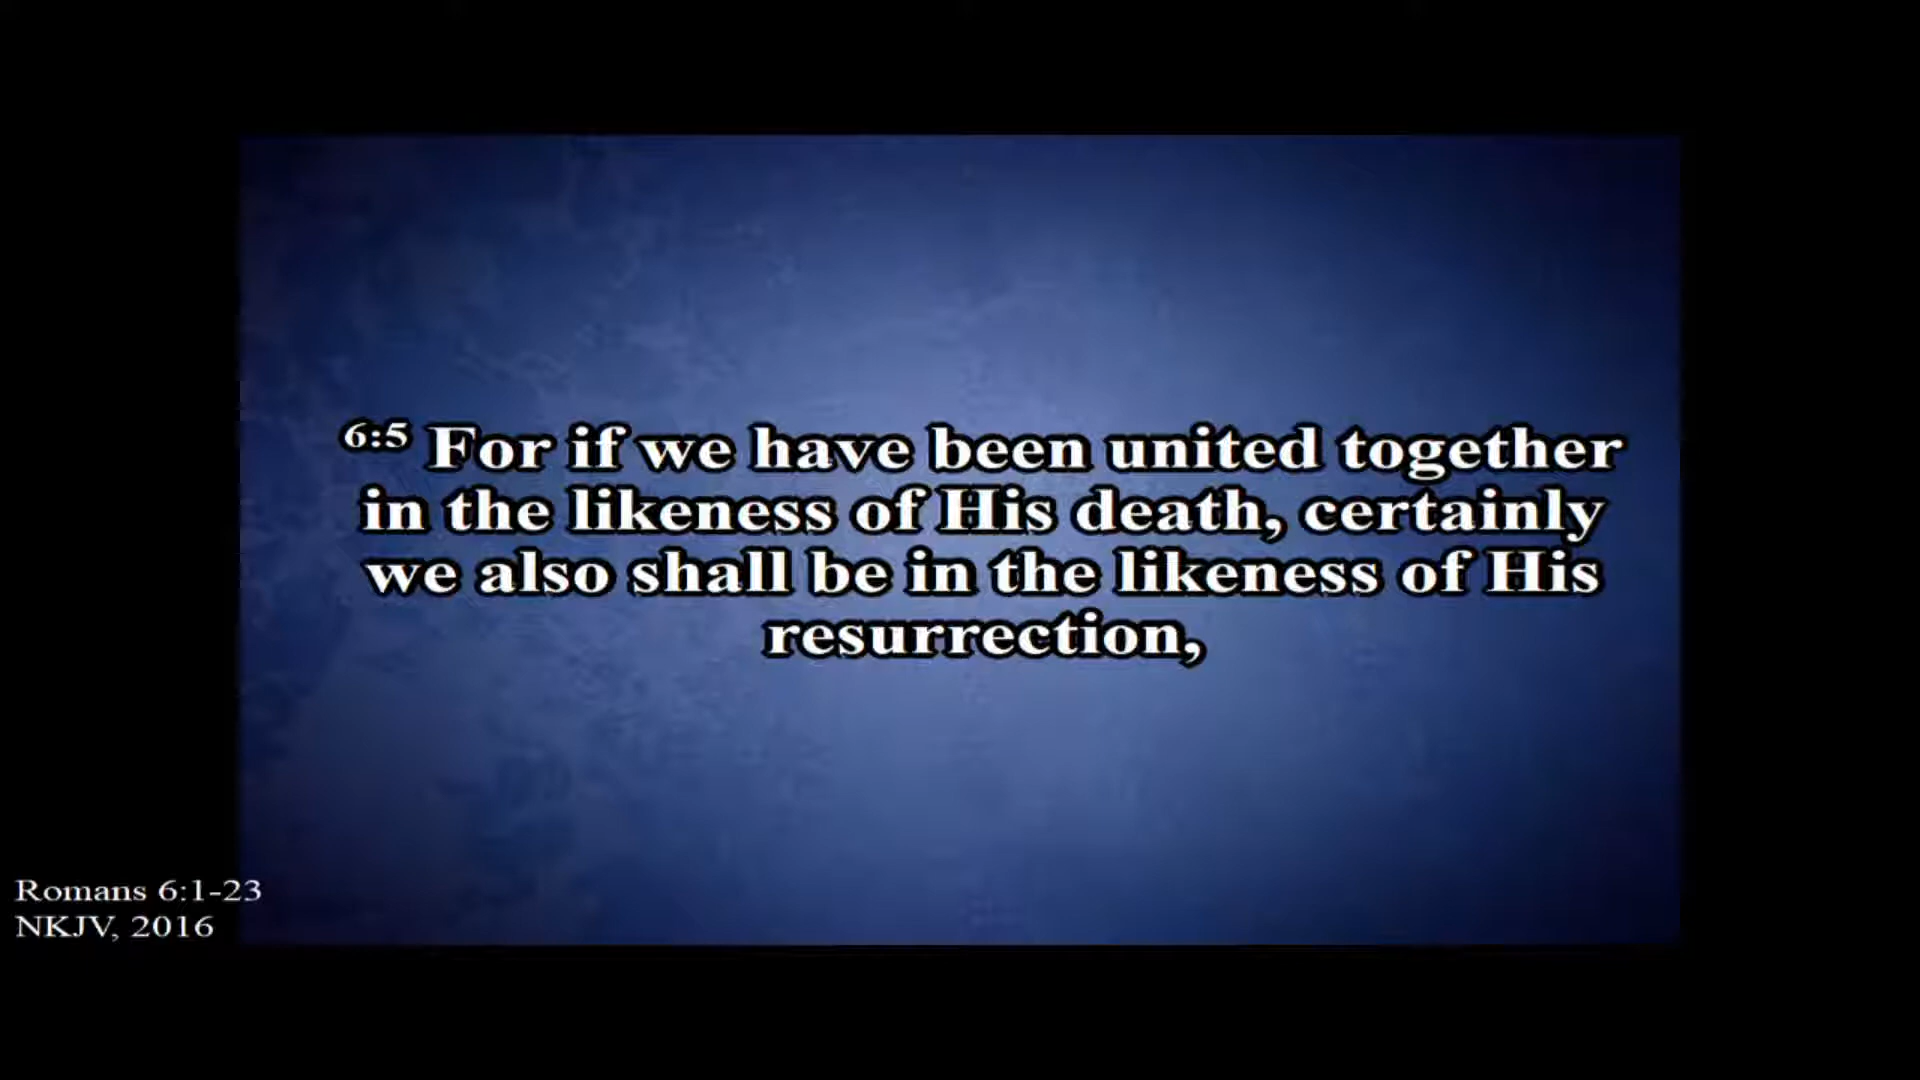 6:5 For if we have been united together
in the likeness of His death, certainly
we also shall be in the likeness of His
resurrection,
Romans 6:1-23
NKJV, 2016